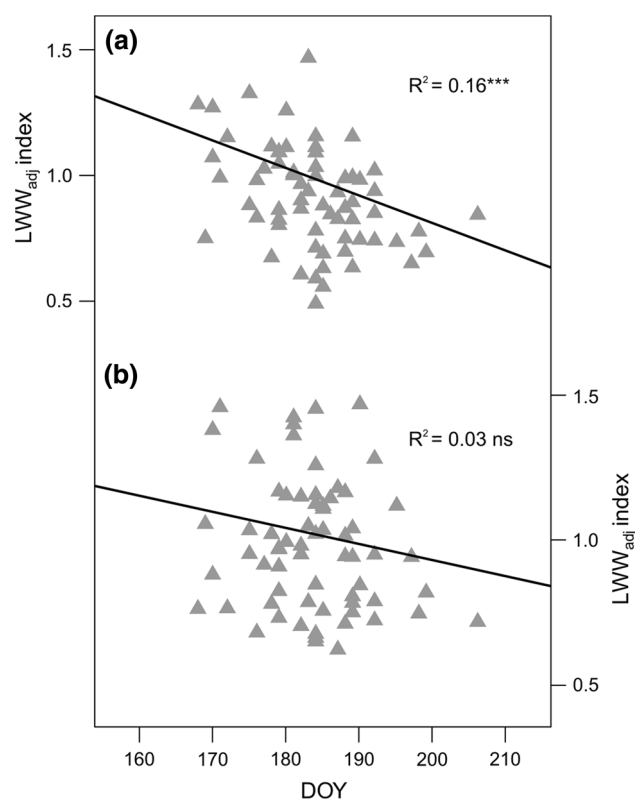 (a)
1.5
R² = 0.16***
1.0
LWWadj index
0.5
(b)
1.5
R² = 0.03 ns
1.0
LWWadj index
0.5
160 170 180 190 200 210
DOY